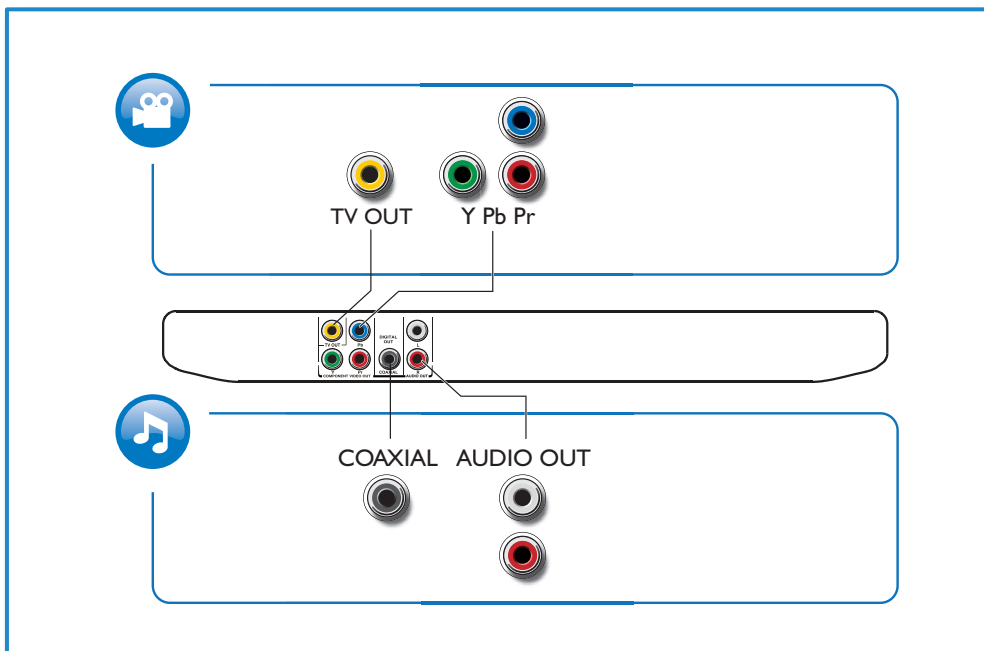 TV OUT
Y Pb Pr
DIGITAL
OUT
TV OUT
Pb
L
Y
Pr
COAXIAL
R
COMPONENT VIDEO OUT
AUDIO OUT
COAXIAL
AUDIO OUT